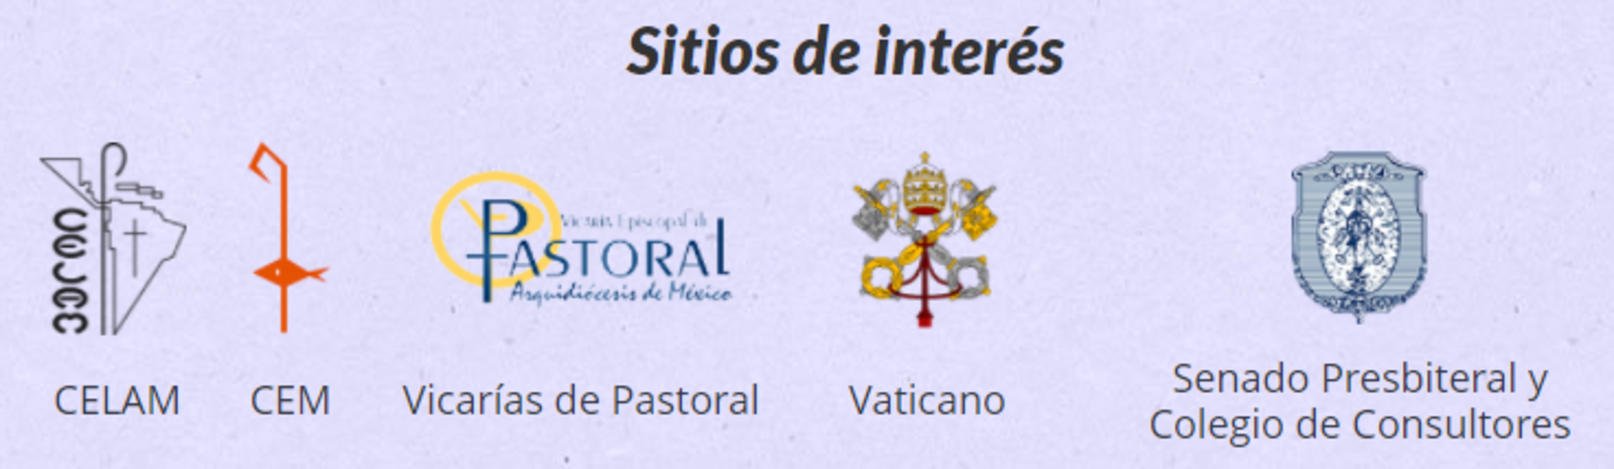 Sitios de interés
Vicaría Episcopal de
PASTORAL
Arquidiócesis de México
CELAM
CEM
Vicarías de Pastoral
Vaticano
Senado Presbiteral y
Colegio de Consultores